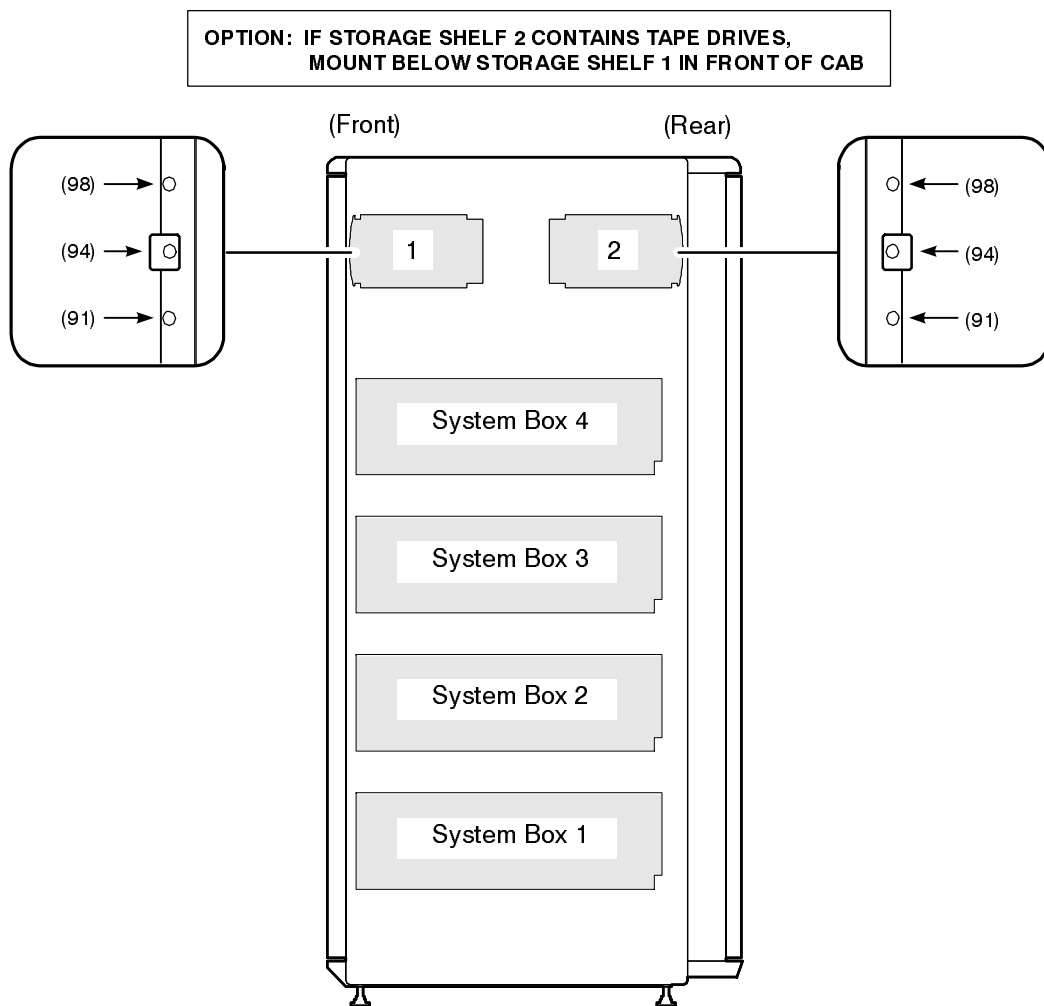 OPTION: IF STORAGE SHELF 2 CONTAINS TAPE DRIVES,
MOUNT BELOW STORAGE SHELF 1 IN FRONT OF CAB
(Front)
(Rear)
(98)
(94)
(91)
1
2
(98)
(94)
(91)
System Box 4
System Box 3
System Box 2
System Box 1